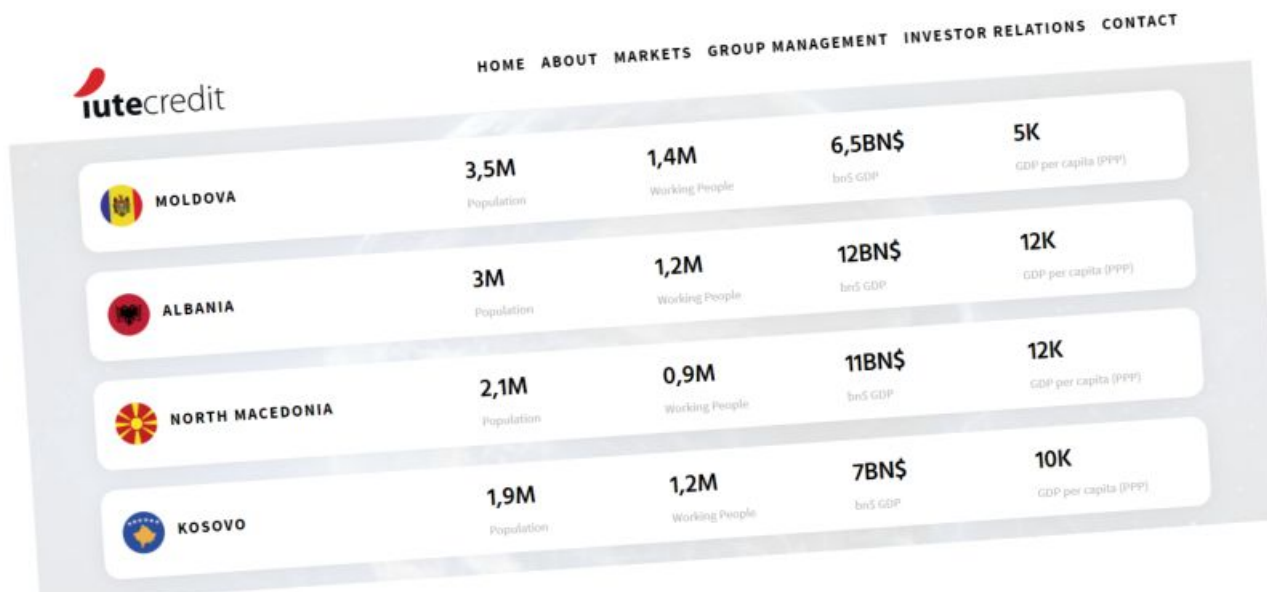 HOME ABOUT MARKETS GROUP MANAGEMENT INVESTOR RELATIONS CONTACT
iutecredit
MOLDOVA
3,5M 1,4M 6,5BN$ 5K
Population Working People bn$ GDP GDP per capita (PPP)
ALBANIA
3M 1,2M 12BN$ 12K
Population Working People bn$ GDP GDP per capita (PPP)
NORTH MACEDONIA
2,1M 0,9M 11BN$ 12K
Population Working People bn$ GDP GDP per capita (PPP)
KOSOVO
1,9M 1,2M 7BN$ 10K
Population Working People bn$ GDP GDP per capita (PPP)